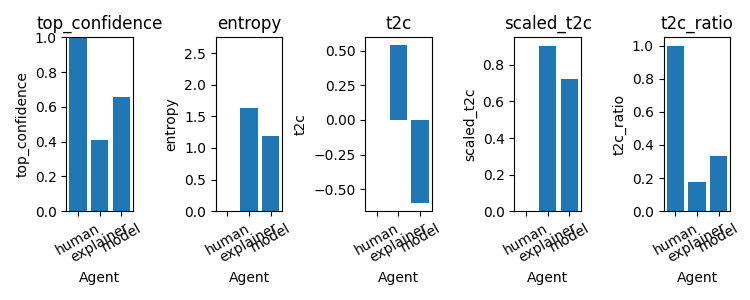 top_confidence
entropy
t2c
scaled_t2c
t2c_ratio
top_confidence
1.0
0.8
0.6
0.4
0.2
0.0
human
explainer
model
Agent
entropy
2.5
2.0
1.5
1.0
0.5
0.0
human
explainer
model
Agent
t2c
0.50
0.25
0.00
−0.25
−0.50
human
explainer
model
Agent
scaled_t2c
0.8
0.6
0.4
0.2
0.0
human
explainer
model
Agent
t2c_ratio
1.0
0.8
0.6
0.4
0.2
0.0
human
explainer
model
Agent